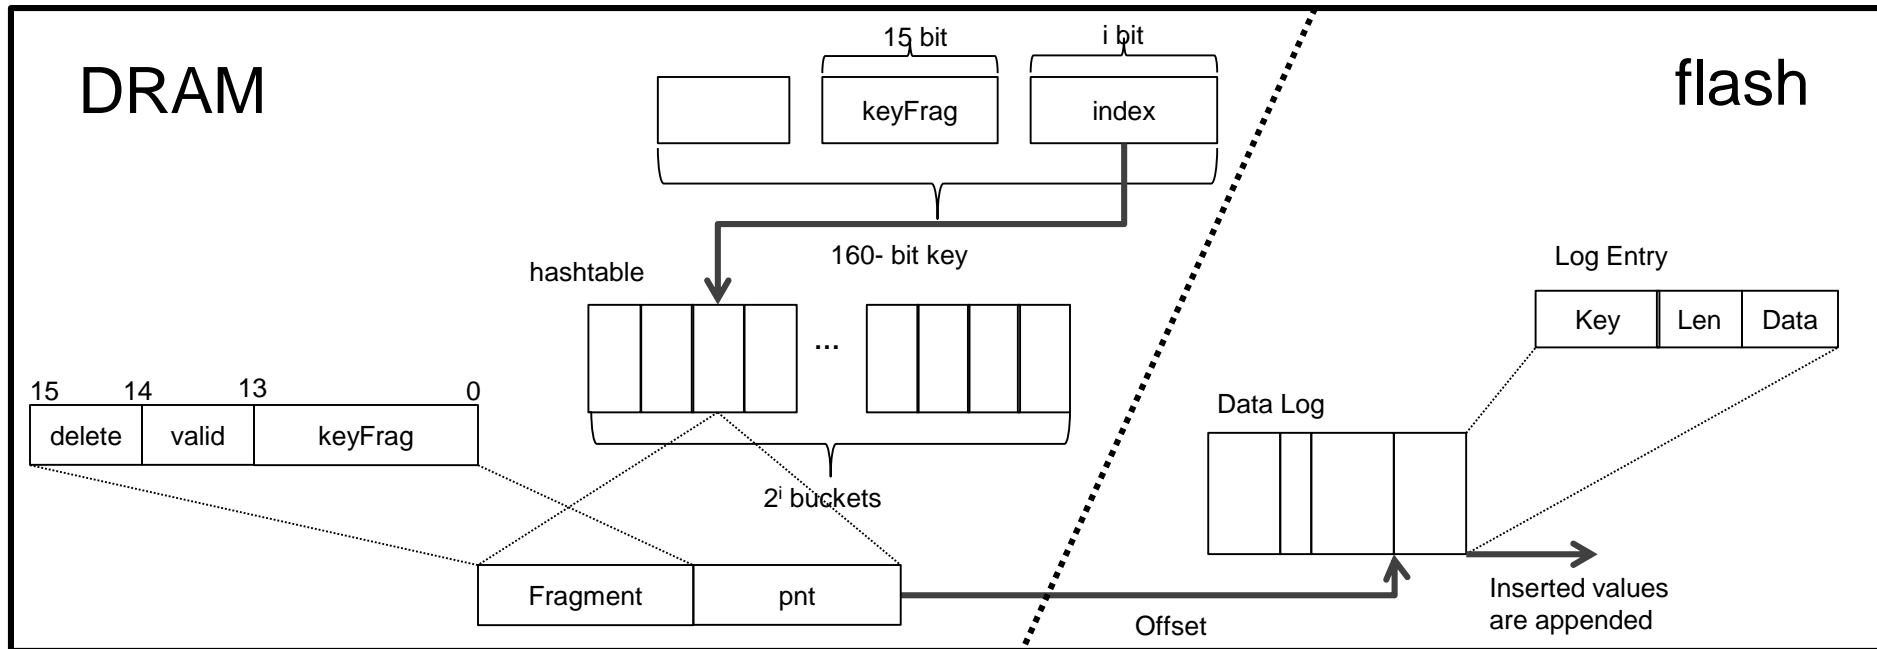 DRAM
flash
15 bit
i bit
keyFrag
index
160- bit key
hashtable
...
2ⁱ buckets
15
14
13
0
delete
valid
keyFrag
Fragment
pnt
Offset
Log Entry
Key
Len
Data
Data Log
Inserted values
are appended